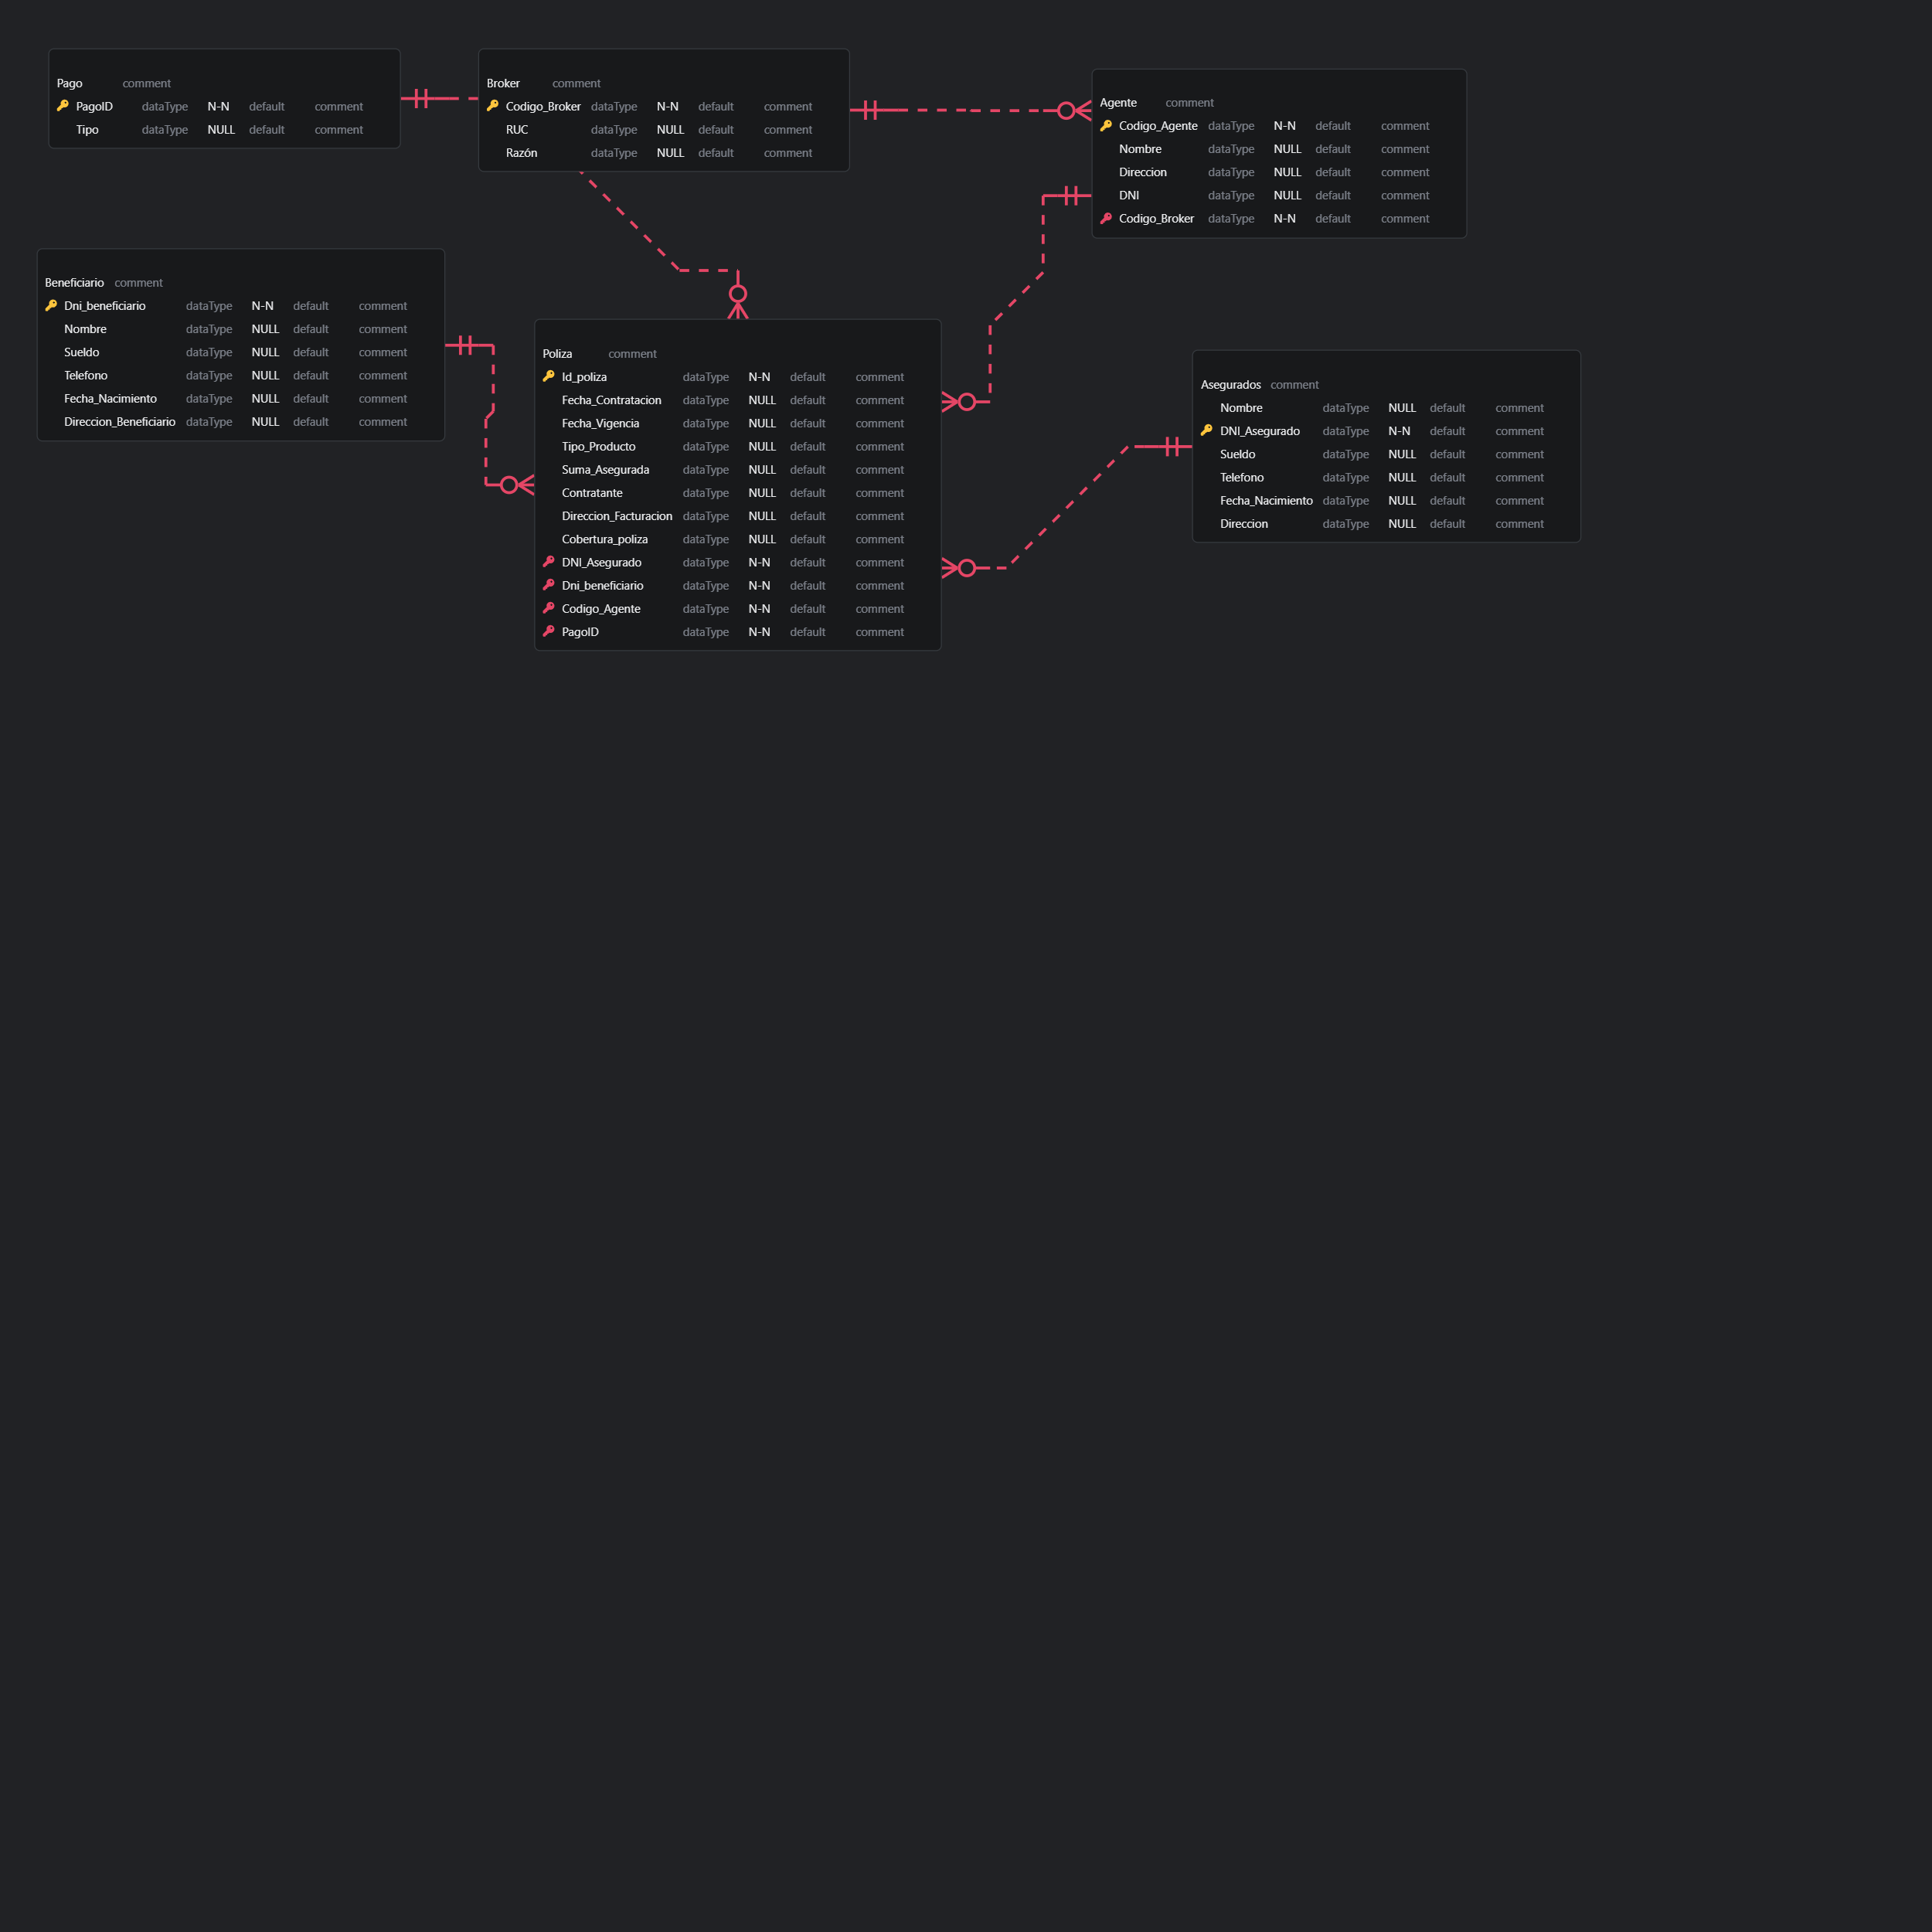 Pago comment
PagoID dataType N-N default comment
Tipo dataType NULL default comment
Broker comment
Codigo_Broker dataType N-N default comment
RUC dataType NULL default comment
Razón dataType NULL default comment
Agente comment
Codigo_Agente dataType N-N default comment
Nombre dataType NULL default comment
Direccion dataType NULL default comment
DNI dataType NULL default comment
Codigo_Broker dataType N-N default comment
Beneficiario comment
Dni_beneficiario dataType N-N default comment
Nombre dataType NULL default comment
Sueldo dataType NULL default comment
Telefono dataType NULL default comment
Fecha_Nacimiento dataType NULL default comment
Direccion_Beneficiario dataType NULL default comment
Poliza comment
Id_poliza dataType N-N default comment
Fecha_Contratacion dataType NULL default comment
Fecha_Vigencia dataType NULL default comment
Tipo_Producto dataType NULL default comment
Suma_Asegurada dataType NULL default comment
Contratante dataType NULL default comment
Direccion_Facturacion dataType NULL default comment
Cobertura_poliza dataType NULL default comment
DNI_Asegurado dataType N-N default comment
Dni_beneficiario dataType N-N default comment
Codigo_Agente dataType N-N default comment
PagoID dataType N-N default comment
Asegurados comment
Nombre dataType NULL default comment
DNI_Asegurado dataType N-N default comment
Sueldo dataType NULL default comment
Telefono dataType NULL default comment
Fecha_Nacimiento dataType NULL default comment
Direccion dataType NULL default comment